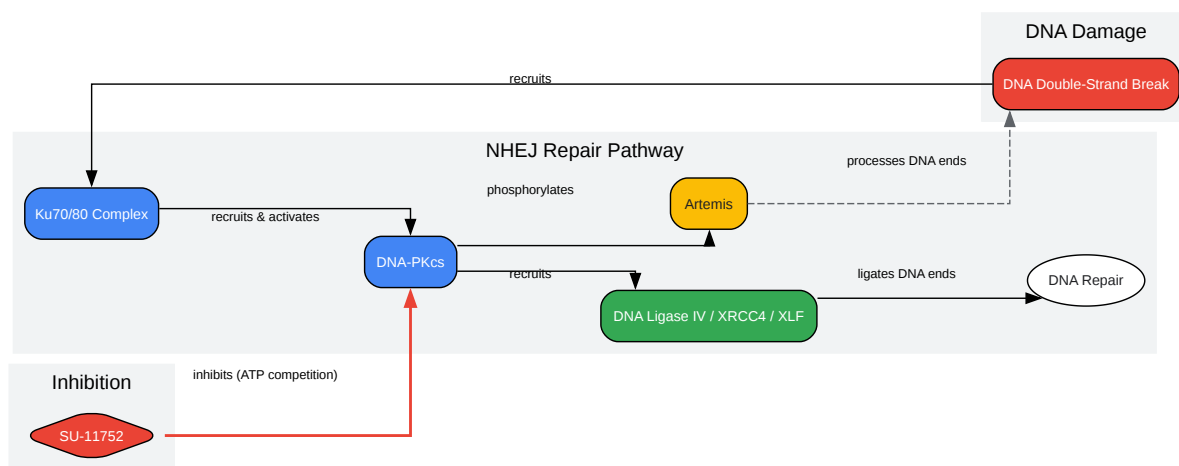 DNA Damage
DNA Double-Strand Break
recruits
NHEJ Repair Pathway
processes DNA ends
phosphorylates
Artemis
Ku70/80 Complex
recruits & activates
DNA-PKcs
recruits
ligates DNA ends
DNA Repair
DNA Ligase IV / XRCC4 / XLF
Inhibition
inhibits (ATP competition)
SU-11752